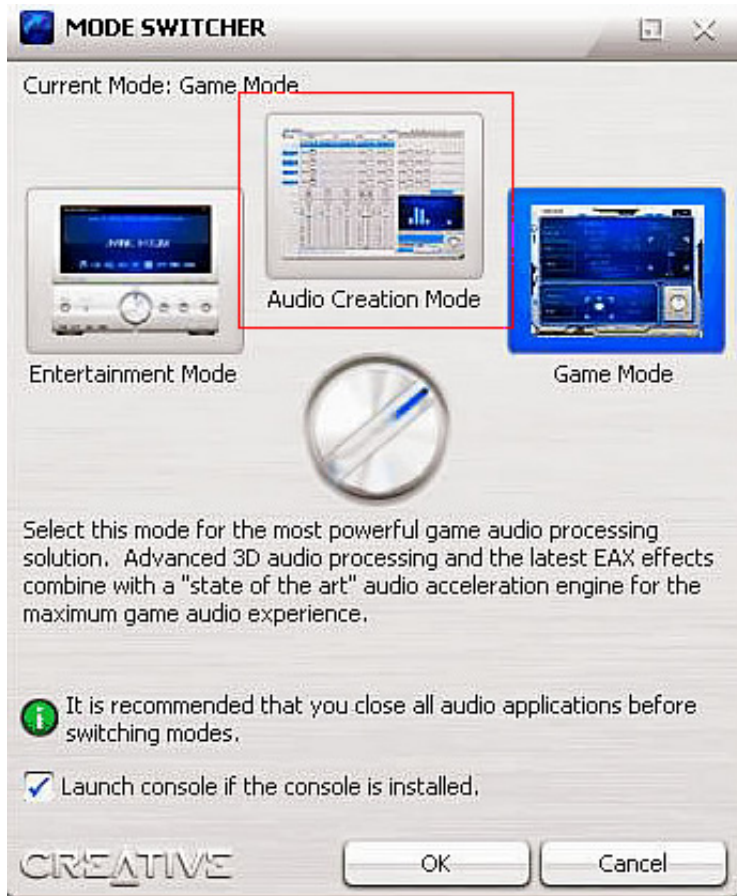 MODE SWITCHER
Current Mode: Game Mode
Audio Creation Mode
Entertainment Mode
Game Mode
Select this mode for the most powerful game audio processing
solution. Advanced 3D audio processing and the latest EAX effects
combine with a "state of the art" audio acceleration engine for the
maximum game audio experience.
It is recommended that you close all audio applications before
switching modes.
Launch console if the console is installed.
CREATIVE
OK
Cancel